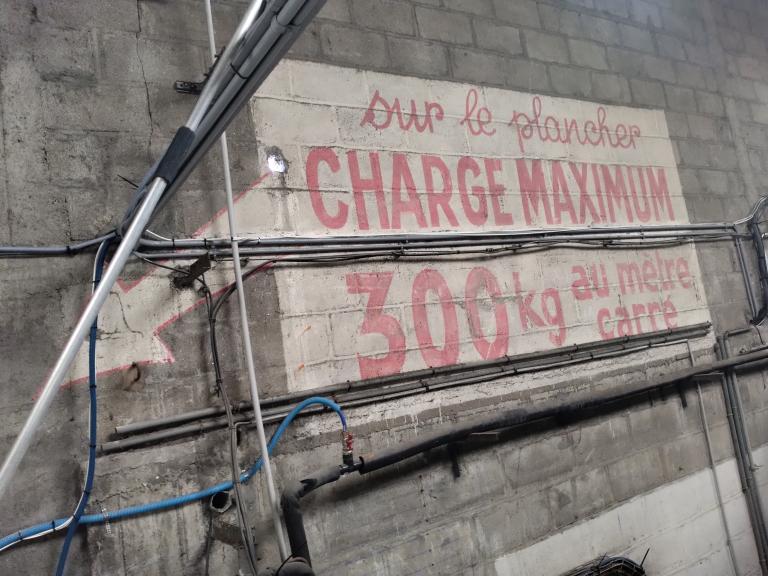 sur le plancher
CHARGE MAXIMUM
300 kg au mètre
carré